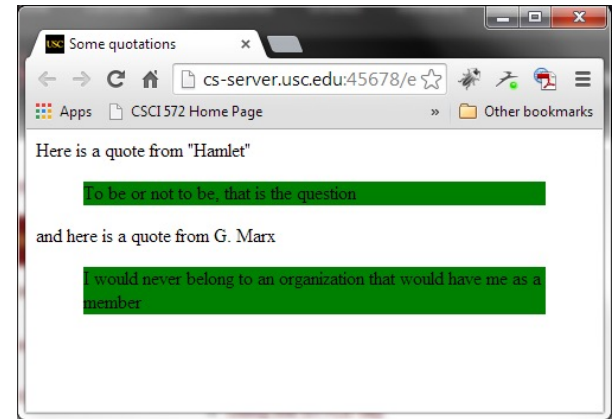 USC Some quotations
cs-server.usc.edu:45678/e
Apps CSCI 572 Home Page » Other bookmarks
Here is a quote from "Hamlet"
To be or not to be, that is the question
and here is a quote from G. Marx
I would never belong to an organization that would have me as a
member